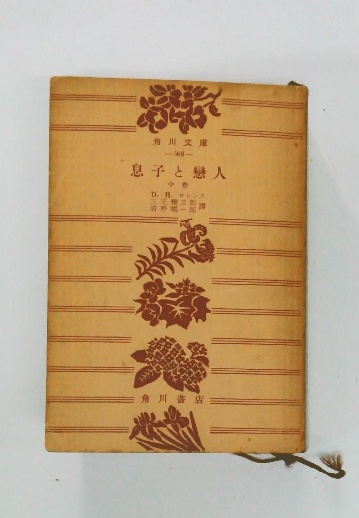 角川文庫
息子と戀人
中巻
D. H. ロレンス
譯
角川書店